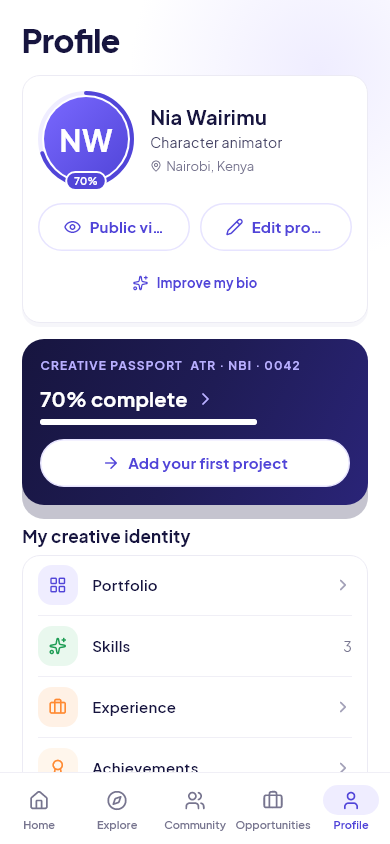 Profile
NW
70%
Nia Wairimu
Character animator
Nairobi, Kenya
Public vi...
Edit pro...
Improve my bio
CREATIVE PASSPORT ATR · NBI · 0042
70% complete
Add your first project
My creative identity
Portfolio
Skills 3
Experience
Achievements
Home Explore Community Opportunities Profile